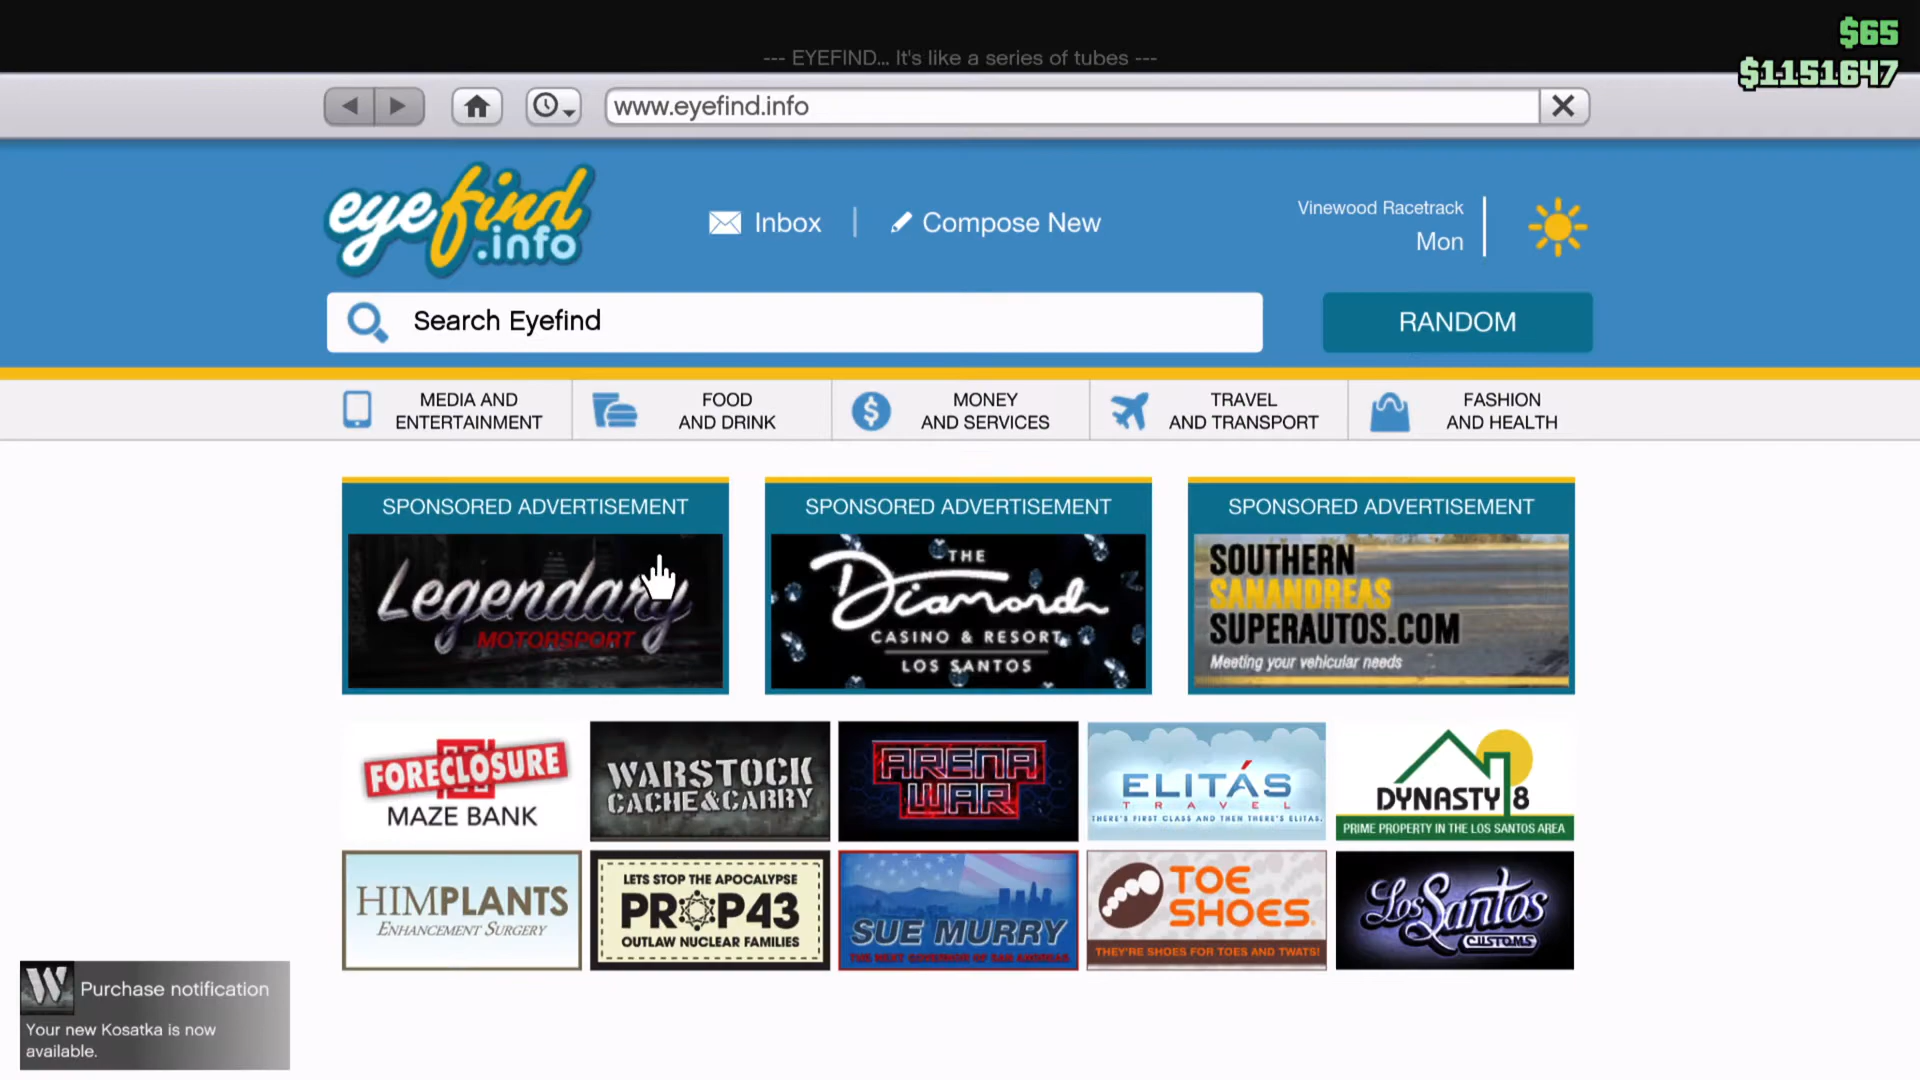 $65
$1151647
--- EYEFIND... It's like a series of tubes ---
www.eyefind.info
eyefind
.info
Inbox
Compose New
Vinewood Racetrack
Mon
Search Eyefind
RANDOM
MEDIA AND
ENTERTAINMENT
FOOD
AND DRINK
MONEY
AND SERVICES
TRAVEL
AND TRANSPORT
FASHION
AND HEALTH
SPONSORED ADVERTISEMENT
Legendary
MOTORSPORT
SPONSORED ADVERTISEMENT
THE
Diamond
CASINO & RESORT
LOS SANTOS
SPONSORED ADVERTISEMENT
SOUTHERN
SANANDREAS
SUPERAUTOS.COM
Meeting your vehicular needs
FORECLOSURE
MAZE BANK
WARSTOCK
CACHE&CARRY
ARENA
WAR
ELITÁS
TRAVEL
THERE'S FIRST CLASS AND THEN THERE'S ELITAS.
DYNASTY 8
PRIME PROPERTY IN THE LOS SANTOS AREA
HIMPLANTS
ENHANCEMENT SURGERY
LETS STOP THE APOCALYPSE
PROP43
OUTLAW NUCLEAR FAMILIES
SUE MURRY
THE NEXT GOVERNOR OF SAN ANDREAS
TOE
SHOES
THEY'RE SHOES FOR TOES AND TWATS!
Los Santos
CUSTOMS
W
Purchase notification
Your new Kosatka is now
available.